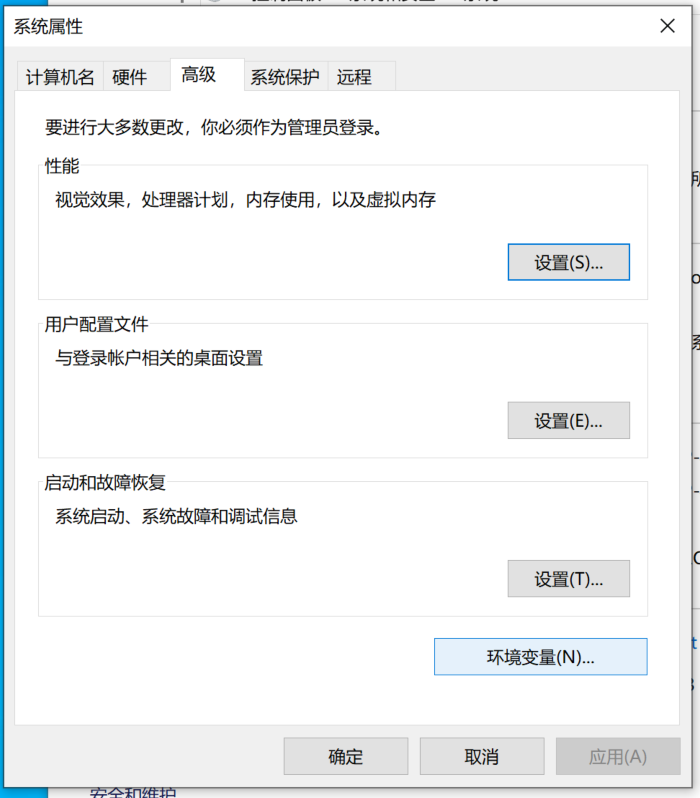 系统属性
计算机名 硬件 高级 系统保护 远程
要进行大多数更改，你必须作为管理员登录。
性能
视觉效果，处理器计划，内存使用，以及虚拟内存
设置(S)...
用户配置文件
与登录帐户相关的桌面设置
设置(E)...
启动和故障恢复
系统启动、系统故障和调试信息
设置(T)...
环境变量(N)...
确定 取消 应用(A)
安全和维护